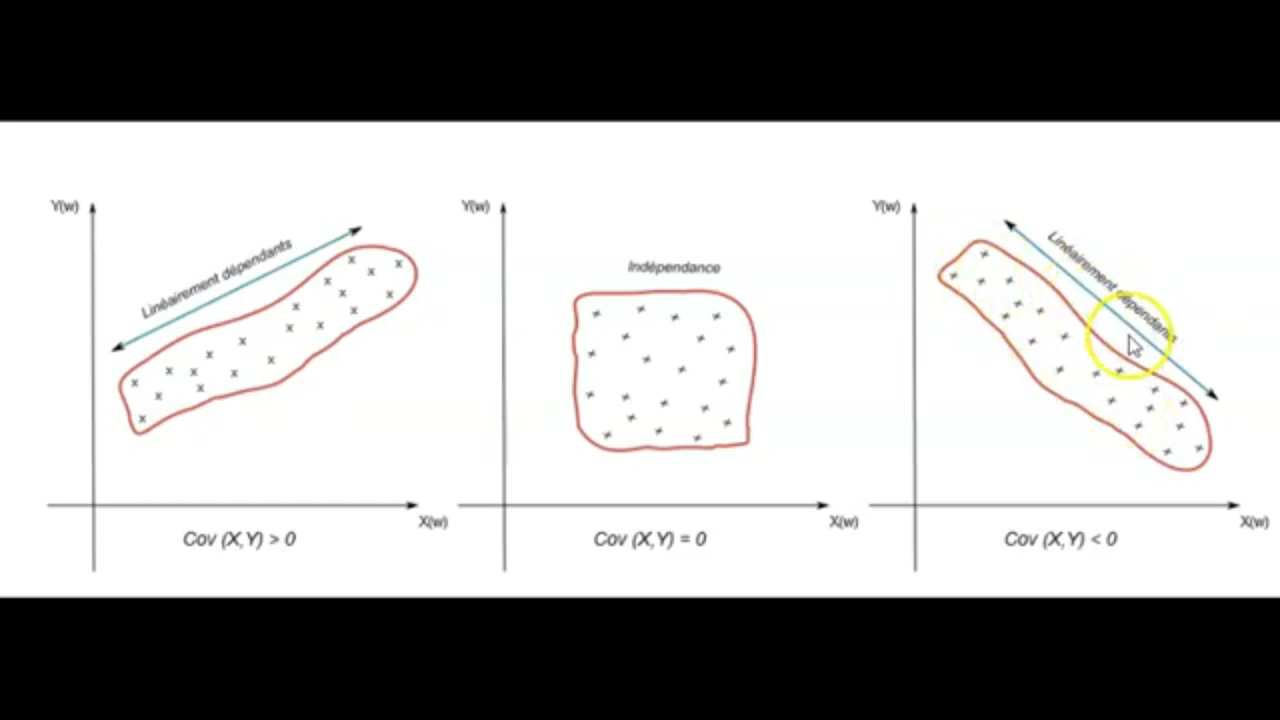 Y(w)
Linéairement dépendants
X(w)
Cov (X,Y) > 0
Y(w)
Indépendance
X(w)
Cov (X,Y) = 0
Y(w)
Linéairement dépendants
X(w)
Cov (X,Y) < 0